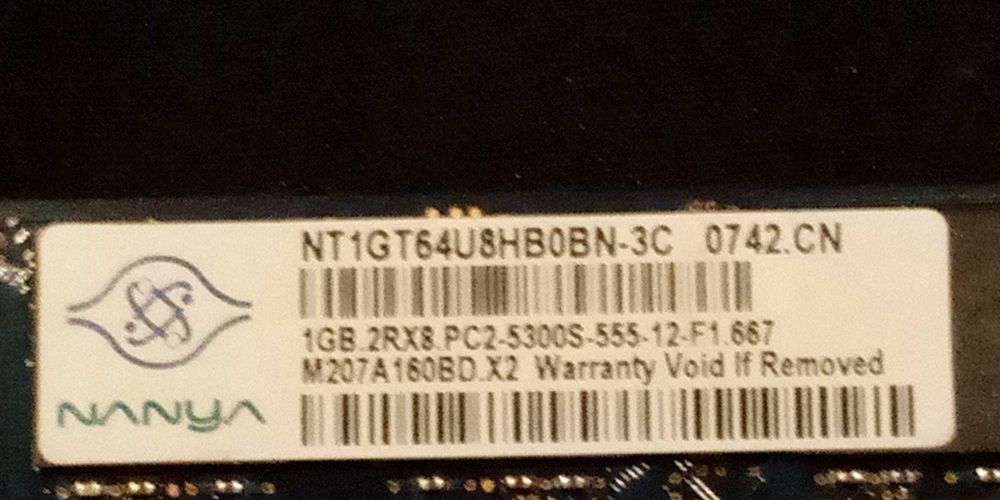 NT1GT64U8HB0BN-3C 0742.CN
1GB 2RX8 PC2-5300S-555-12-F1.667
M207A160BD.X2 Warranty Void If Removed
NANYA